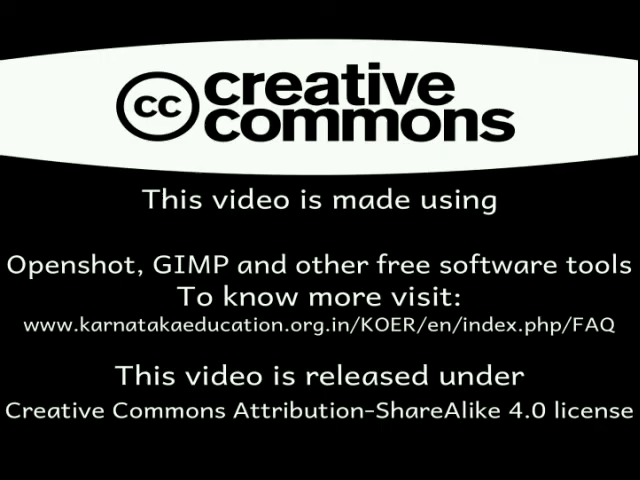 cc creative
commons
This video is made using
Openshot, GIMP and other free software tools
To know more visit:
www.karnatakaeducation.org.in/KOER/en/index.php/FAQ
This video is released under
Creative Commons Attribution-ShareAlike 4.0 license